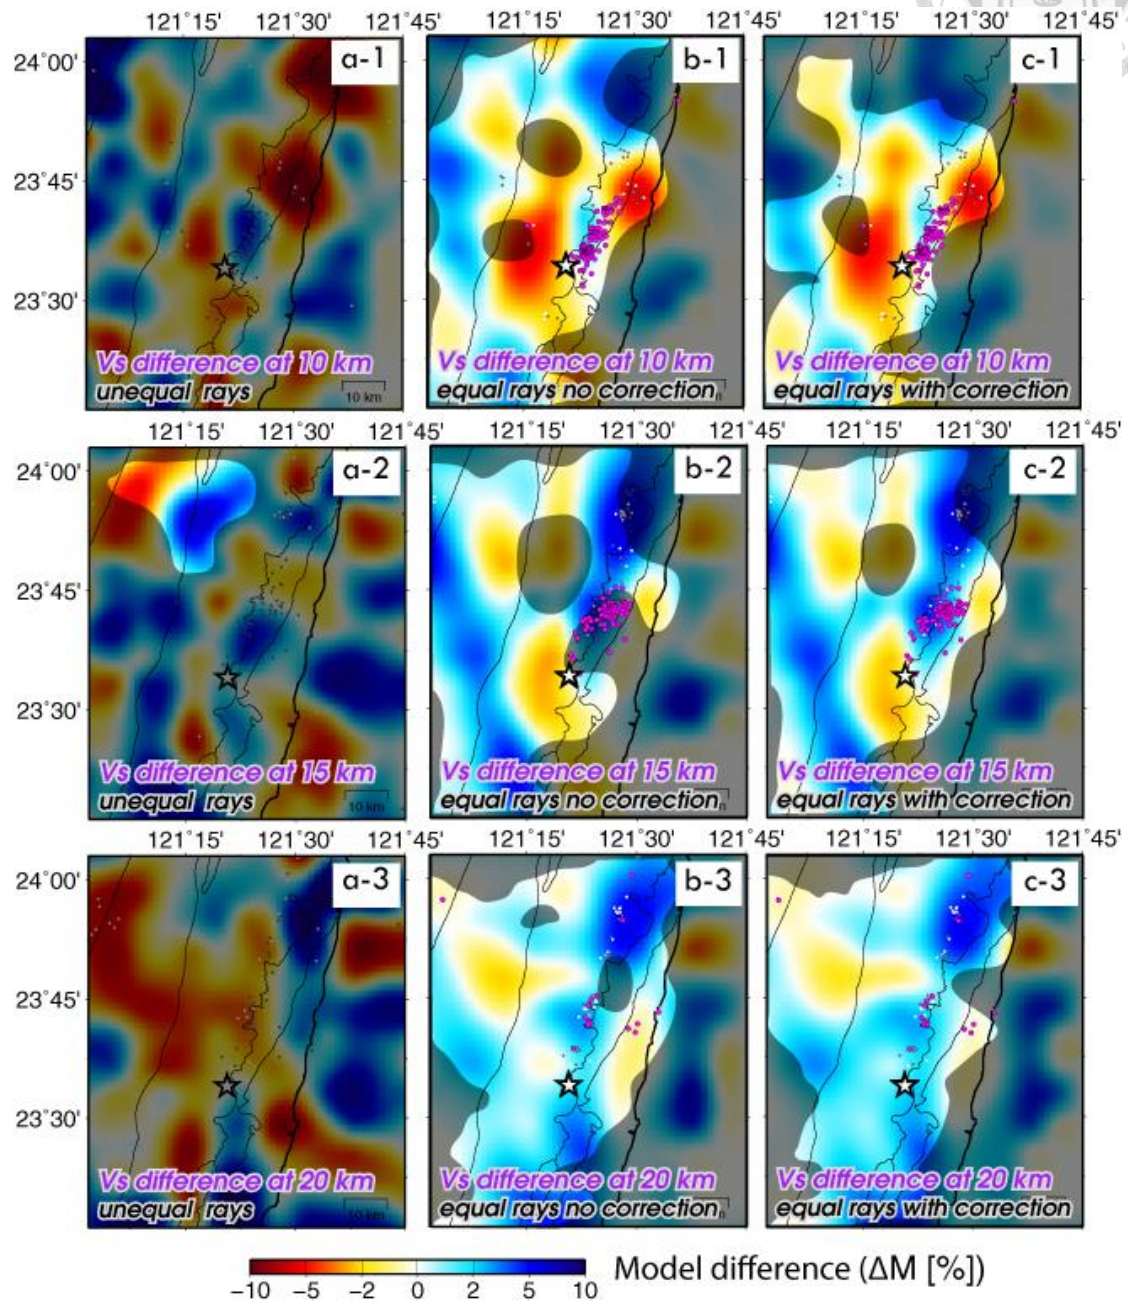 121˚15' 121˚30' 121˚45' 121˚15' 121˚30' 121˚45' 121˚15' 121˚30' 121˚45'
24˚00' a-1 b-1 c-1
23˚45'
23˚30'
Vs difference at 10 km Vs difference at 10 km Vs difference at 10 km
unequal rays 10 km equal rays no correction equal rays with correction
121˚15' 121˚30' 121˚45' 121˚15' 121˚30' 121˚45' 121˚15' 121˚30' 121˚45'
24˚00' a-2 b-2 c-2
23˚45'
23˚30'
Vs difference at 15 km Vs difference at 15 km Vs difference at 15 km
unequal rays 10 km equal rays no correction equal rays with correction
121˚15' 121˚30' 121˚45' 121˚15' 121˚30' 121˚45' 121˚15' 121˚30' 121˚45'
24˚00' a-3 b-3 c-3
23˚45'
23˚30'
Vs difference at 20 km Vs difference at 20 km Vs difference at 20 km
unequal rays 10 km equal rays no correction equal rays with correction
Model difference (ΔM [%])
−10 −5 −2 0 2 5 10